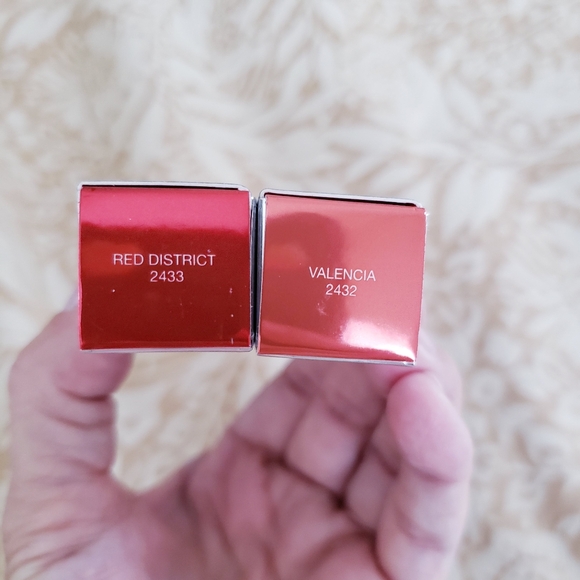 RED DISTRICT
2433
VALENCIA
2432